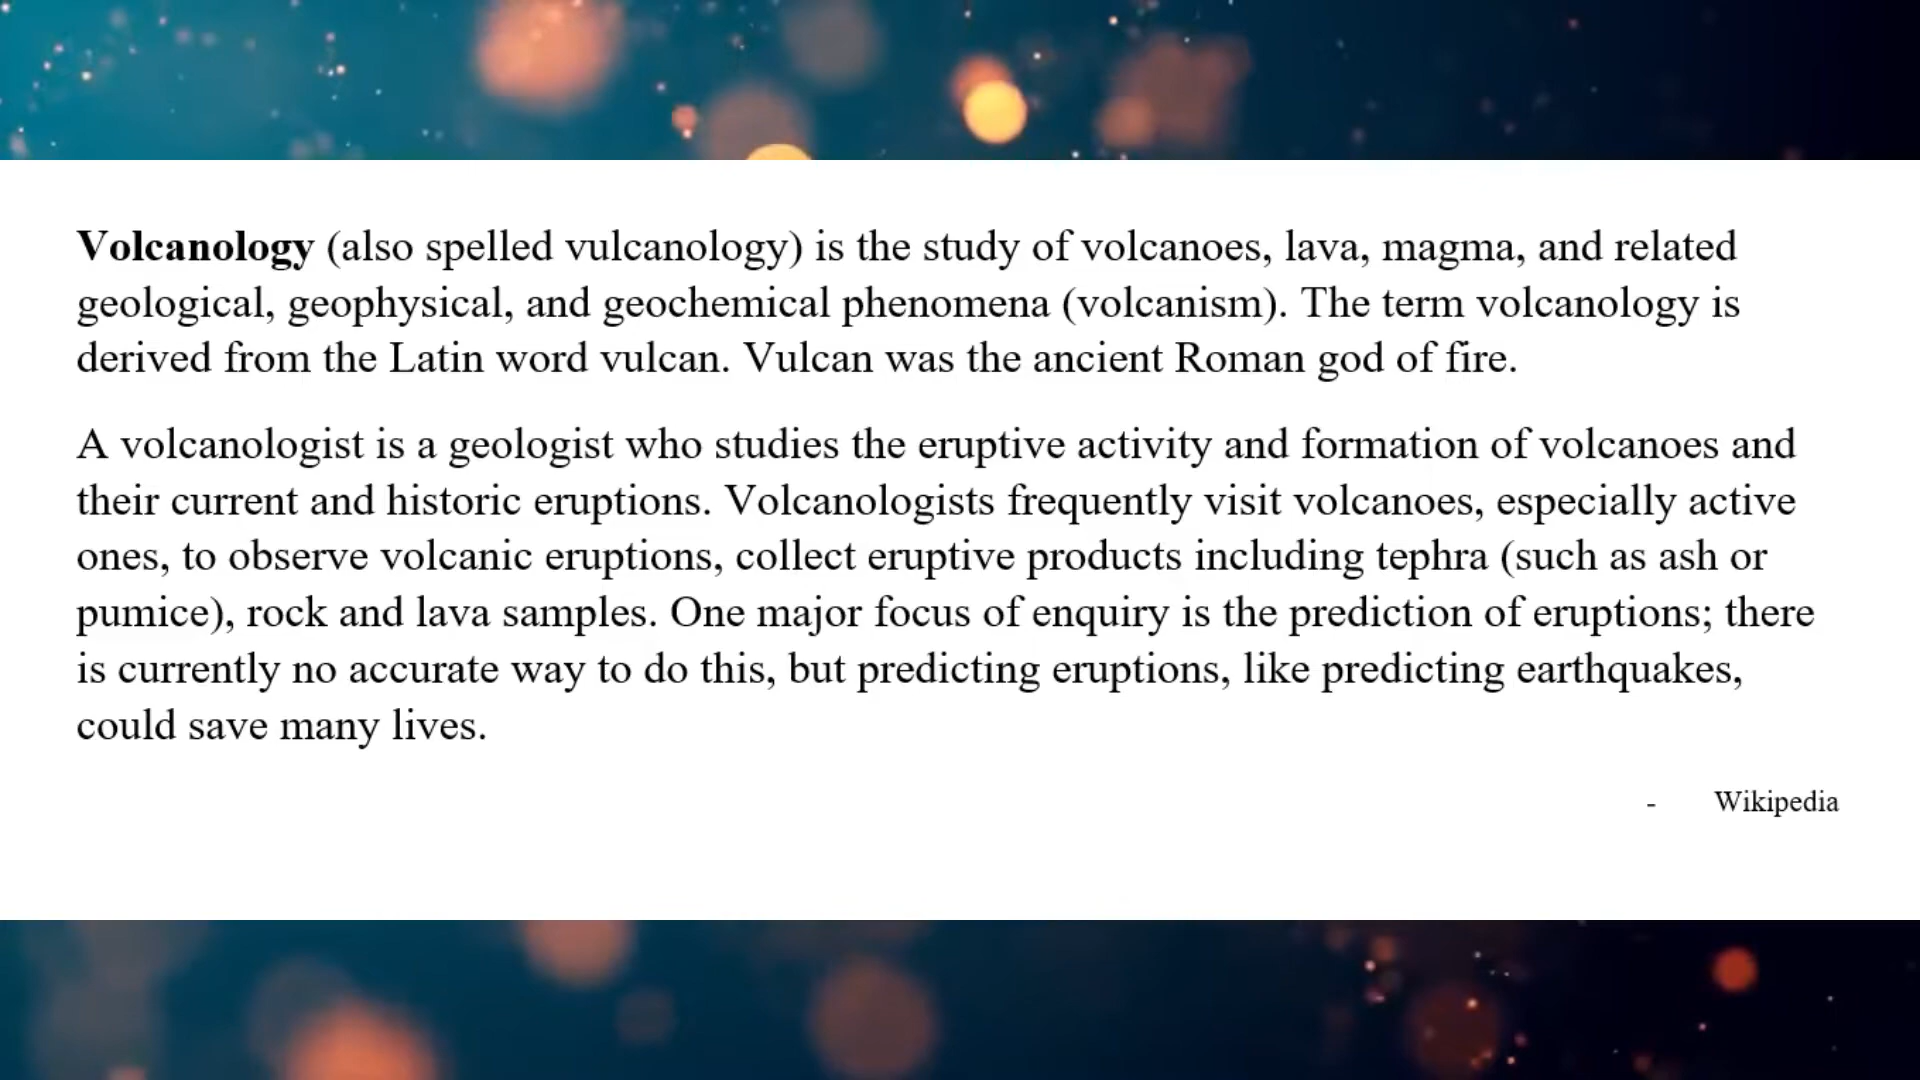 Volcanology (also spelled vulcanology) is the study of volcanoes, lava, magma, and related
geological, geophysical, and geochemical phenomena (volcanism). The term volcanology is
derived from the Latin word vulcan. Vulcan was the ancient Roman god of fire.
A volcanologist is a geologist who studies the eruptive activity and formation of volcanoes and
their current and historic eruptions. Volcanologists frequently visit volcanoes, especially active
ones, to observe volcanic eruptions, collect eruptive products including tephra (such as ash or
pumice), rock and lava samples. One major focus of enquiry is the prediction of eruptions; there
is currently no accurate way to do this, but predicting eruptions, like predicting earthquakes,
could save many lives.
- Wikipedia